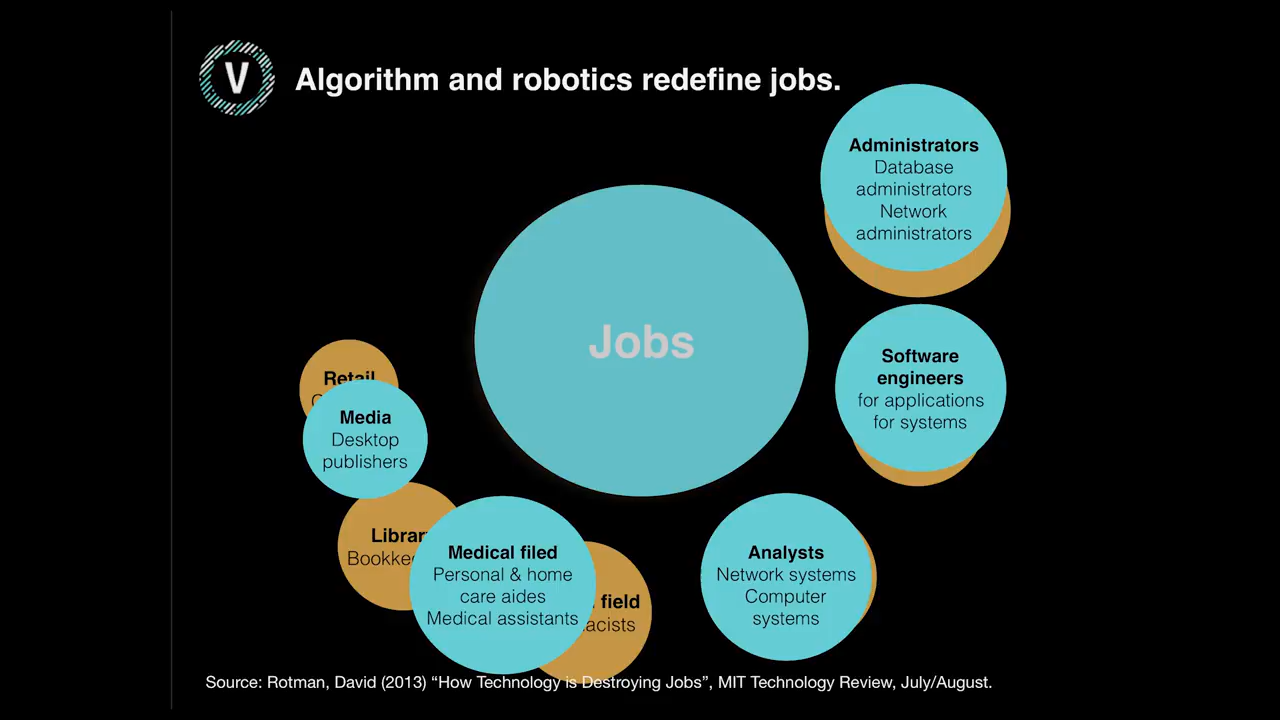 V
Algorithm and robotics redefine jobs.
Administrators
Database
administrators
Network
administrators
Jobs
Software
engineers
for applications
for systems
Retail
Media
Desktop
publishers
Medical filed
Personal & home
care aides
Medical assistants
field
Analysts
Network systems
Computer
systems
Source: Rotman, David (2013) “How Technology is Destroying Jobs”, MIT Technology Review, July/August.